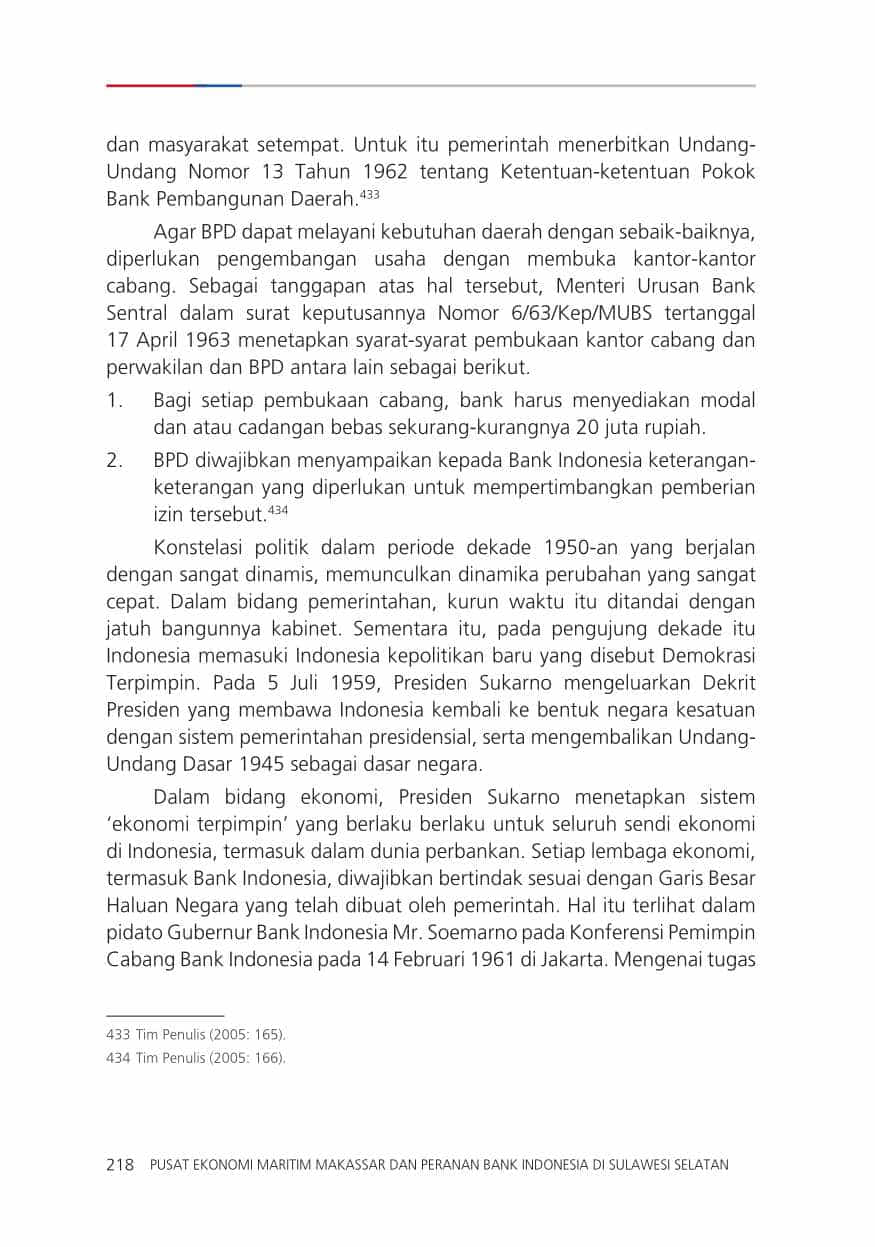 dan masyarakat setempat. Untuk itu pemerintah menerbitkan Undang-
Undang Nomor 13 Tahun 1962 tentang Ketentuan-ketentuan Pokok
Bank Pembangunan Daerah.433
Agar BPD dapat melayani kebutuhan daerah dengan sebaik-baiknya,
diperlukan pengembangan usaha dengan membuka kantor-kantor
cabang. Sebagai tanggapan atas hal tersebut, Menteri Urusan Bank
Sentral dalam surat keputusannya Nomor 6/63/Kep/MUBS tertanggal
17 April 1963 menetapkan syarat-syarat pembukaan kantor cabang dan
perwakilan dan BPD antara lain sebagai berikut.
1. Bagi setiap pembukaan cabang, bank harus menyediakan modal
dan atau cadangan bebas sekurang-kurangnya 20 juta rupiah.
2. BPD diwajibkan menyampaikan kepada Bank Indonesia keterangan-
keterangan yang diperlukan untuk mempertimbangkan pemberian
izin tersebut.434
Konstelasi politik dalam periode dekade 1950-an yang berjalan
dengan sangat dinamis, memunculkan dinamika perubahan yang sangat
cepat. Dalam bidang pemerintahan, kurun waktu itu ditandai dengan
jatuh bangunnya kabinet. Sementara itu, pada pengujung dekade itu
Indonesia memasuki Indonesia kepolitikan baru yang disebut Demokrasi
Terpimpin. Pada 5 Juli 1959, Presiden Sukarno mengeluarkan Dekrit
Presiden yang membawa Indonesia kembali ke bentuk negara kesatuan
dengan sistem pemerintahan presidensial, serta mengembalikan Undang-
Undang Dasar 1945 sebagai dasar negara.
Dalam bidang ekonomi, Presiden Sukarno menetapkan sistem
‘ekonomi terpimpin’ yang berlaku berlaku untuk seluruh sendi ekonomi
di Indonesia, termasuk dalam dunia perbankan. Setiap lembaga ekonomi,
termasuk Bank Indonesia, diwajibkan bertindak sesuai dengan Garis Besar
Haluan Negara yang telah dibuat oleh pemerintah. Hal itu terlihat dalam
pidato Gubernur Bank Indonesia Mr. Soemarno pada Konferensi Pemimpin
Cabang Bank Indonesia pada 14 Februari 1961 di Jakarta. Mengenai tugas
433 Tim Penulis (2005: 165).
434 Tim Penulis (2005: 166).
218 PUSAT EKONOMI MARITIM MAKASSAR DAN PERANAN BANK INDONESIA DI SULAWESI SELATAN